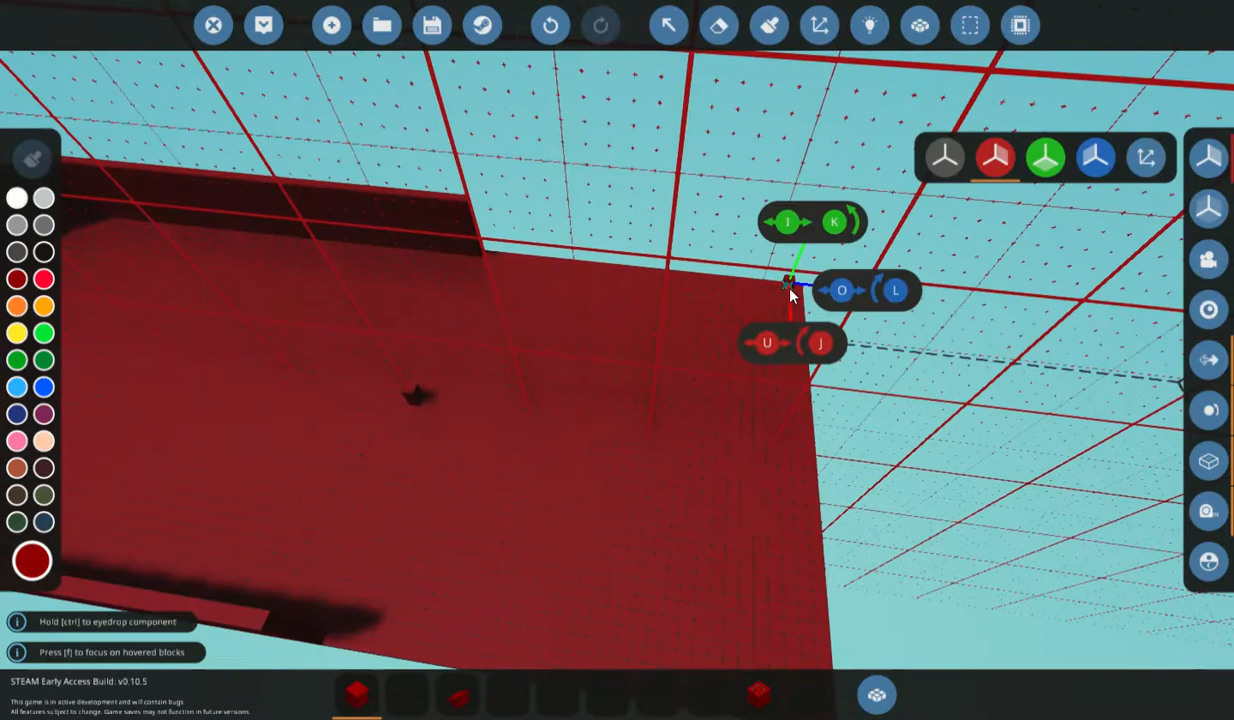 I K
O L
U J
Hold [ctrl] to eyedrop component
Press [f] to focus on hovered blocks
STEAM Early Access Build: v0.10.5
This game is in active development and will contain bugs
All features subject to change. Game saves may not function in future versions.